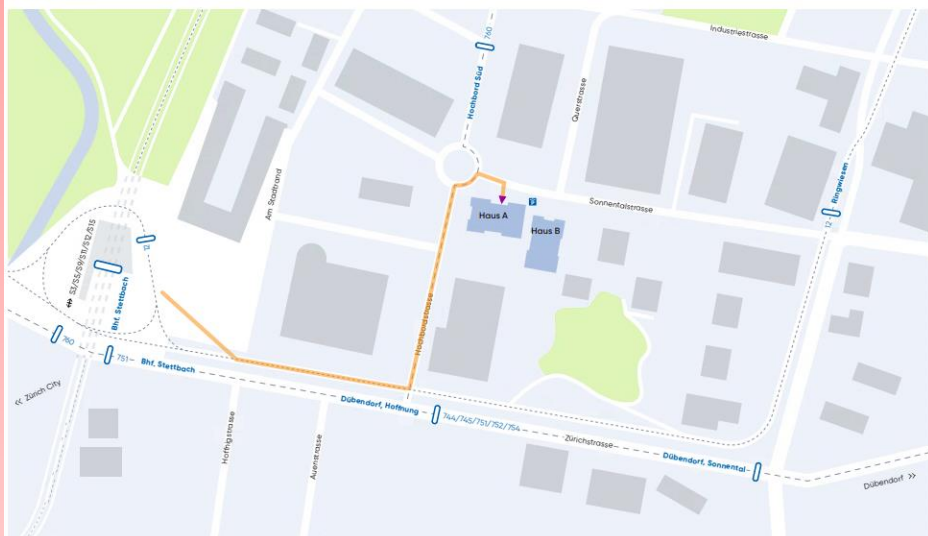 Industriestrasse
760
Hochbord Süd
Querstrasse
Am Stadtrand
Sonnentalstrasse
Ringwiesen
12
Haus A
Haus B
12
S3/S5/S9/S11/S12/S15
Bhf. Stettbach
Hochbordstrasse
760
751
Bhf. Stettbach
<< Zürich City
Dübendorf, Hoffnung
744/745/751/752/754
Hoffnigstrasse
Auenstrasse
Zürichstrasse
Dübendorf, Sonnental
Dübendorf >>